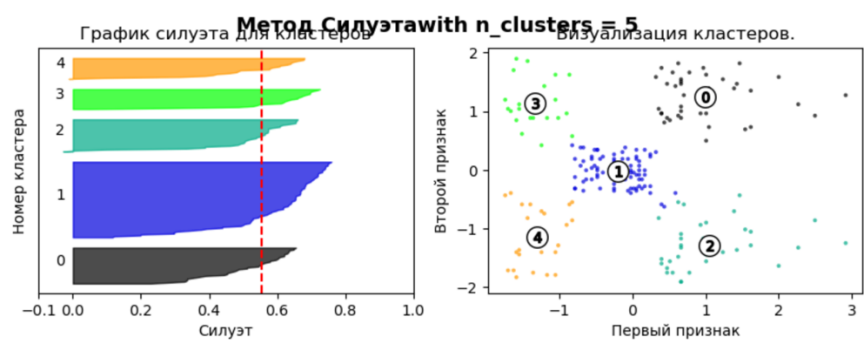 Метод Силуэтаwith n_clusters = 5
График силуэта для кластеров
Визуализация кластеров.
Номер кластера
4
3
2
1
0
−0.1 0.0 0.2 0.4 0.6 0.8 1.0
Силуэт
Второй признак
2
1
0
−1
−2
3
0
1
4
2
−1 0 1 2 3
Первый признак